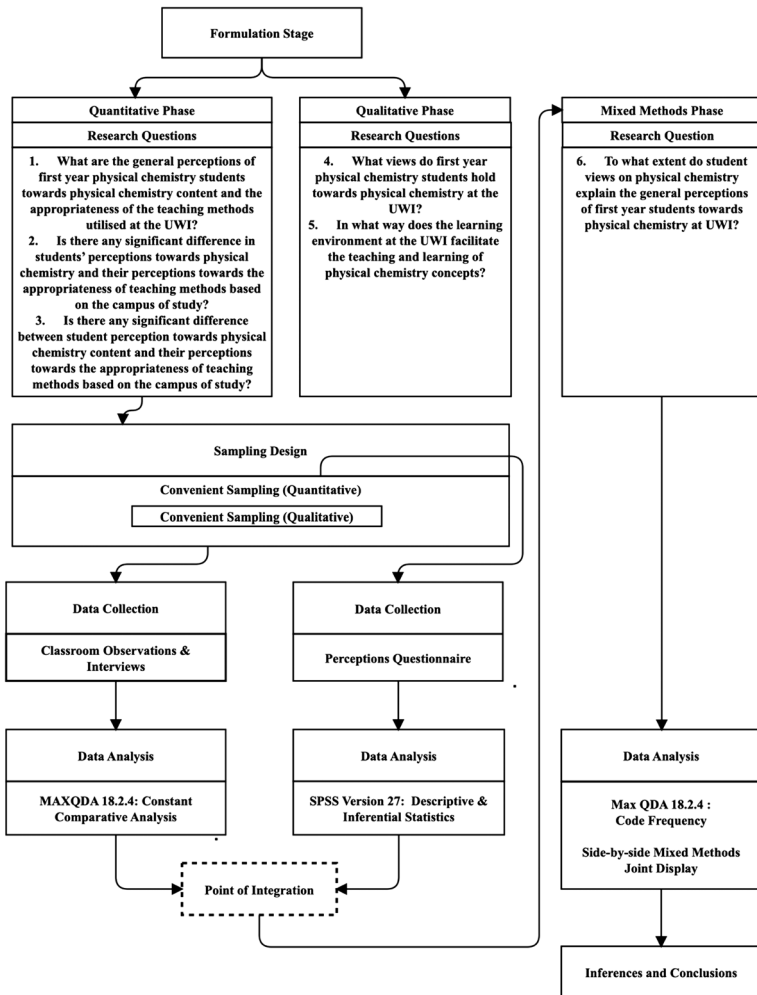 Formulation Stage
Quantitative Phase
Research Questions
1. What are the general perceptions of
first year physical chemistry students
towards physical chemistry content and the
appropriateness of the teaching methods
utilised at the UWI?
2. Is there any significant difference in
students' perceptions towards physical
chemistry and their perceptions towards the
appropriateness of teaching methods based
on the campus of study?
3. Is there any significant difference
between student perception towards physical
chemistry content and their perceptions
towards the appropriateness of teaching
methods based on the campus of study?
Qualitative Phase
Research Questions
4. What views do first year
physical chemistry students hold
towards physical chemistry at the
UWI?
5. In what way does the learning
environment at the UWI facilitate
the teaching and learning of
physical chemistry concepts?
Mixed Methods Phase
Research Question
6. To what extent do student
views on physical chemistry
explain the general perceptions
of first year students towards
physical chemistry at UWI?
Sampling Design
Convenient Sampling (Quantitative)
Convenient Sampling (Qualitative)
Data Collection
Classroom Observations &
Interviews
Data Collection
Perceptions Questionnaire
Data Analysis
MAXQDA 18.2.4: Constant
Comparative Analysis
Data Analysis
SPSS Version 27: Descriptive &
Inferential Statistics
Data Analysis
Max QDA 18.2.4 :
Code Frequency
Side-by-side Mixed Methods
Joint Display
Point of Integration
Inferences and Conclusions